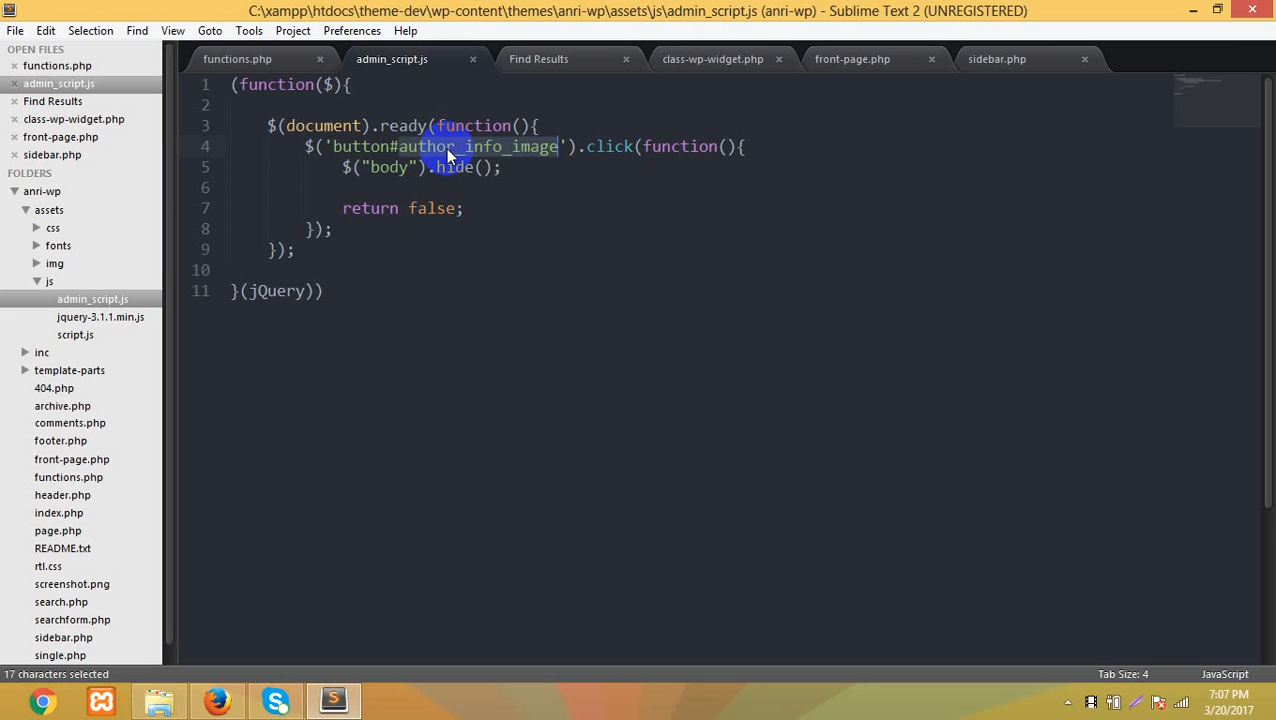 C:\xampp\htdocs\theme-dev\wp-content\themes\anri-wp\assets\js\admin_script.js (anri-wp) - Sublime Text 2 (UNREGISTERED)
File Edit Selection Find View Goto Tools Project Preferences Help
OPEN FILES
functions.php
admin_script.js
Find Results
class-wp-widget.php
front-page.php
sidebar.php
FOLDERS
anri-wp
assets
css
fonts
img
js
admin_script.js
jquery-3.1.1.min.js
script.js
inc
template-parts
404.php
archive.php
comments.php
footer.php
front-page.php
functions.php
header.php
index.php
page.php
README.txt
rtl.css
screenshot.png
search.php
searchform.php
sidebar.php
single.php
functions.php admin_script.js Find Results class-wp-widget.php front-page.php sidebar.php
1 (function($){
2
3 $(document).ready(function(){
4 $('button#author_info_image').click(function(){
5 $("body").hide();
6
7 return false;
8 });
9 });
10
11 }(jQuery))
17 characters selected Tab Size: 4 JavaScript
7:07 PM
3/20/2017